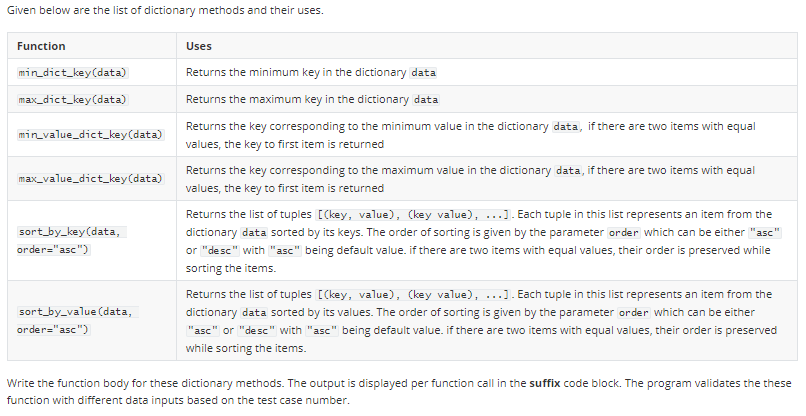 Given below are the list of dictionary methods and their uses.
Function Uses
min_dict_key(data) Returns the minimum key in the dictionary data
max_dict_key(data) Returns the maximum key in the dictionary data
min_value_dict_key(data) Returns the key corresponding to the minimum value in the dictionary data, if there are two items with equal
values, the key to first item is returned
max_value_dict_key(data) Returns the key corresponding to the maximum value in the dictionary data, if there are two items with equal
values, the key to first item is returned
sort_by_key(data,
order="asc")
Returns the list of tuples [(key, value), (key value), ...]. Each tuple in this list represents an item from the
dictionary data sorted by its keys. The order of sorting is given by the parameter order which can be either "asc"
or "desc" with "asc" being default value. if there are two items with equal values, their order is preserved while
sorting the items.
sort_by_value(data,
order="asc")
Returns the list of tuples [(key, value), (key value), ...]. Each tuple in this list represents an item from the
dictionary data sorted by its values. The order of sorting is given by the parameter order which can be either
"asc" or "desc" with "asc" being default value. if there are two items with equal values, their order is preserved
while sorting the items.
Write the function body for these dictionary methods. The output is displayed per function call in the suffix code block. The program validates the these
function with different data inputs based on the test case number.